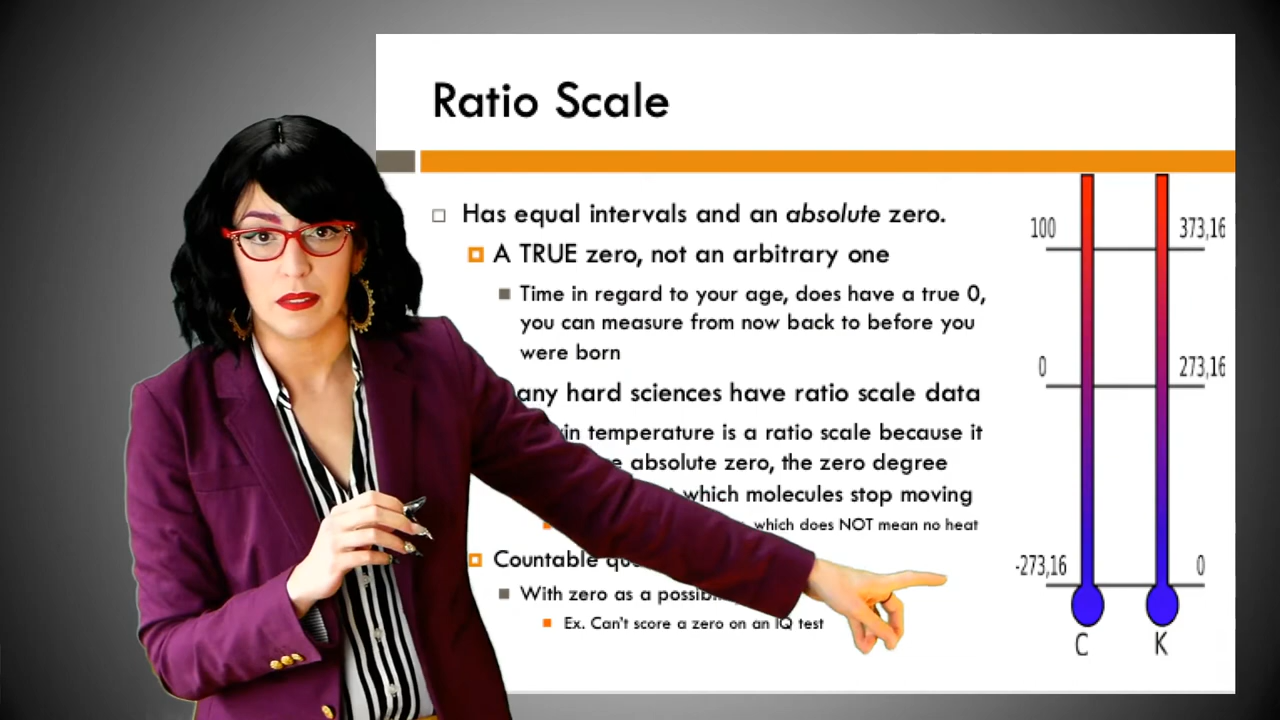 Ratio Scale
Has equal intervals and an absolute zero.
A TRUE zero, not an arbitrary one
Time in regard to your age, does have a true 0,
you can measure from now back to before you
were born
hard sciences have ratio scale data
temperature is a ratio scale because it
absolute zero, the zero degree
which molecules stop moving
which does NOT mean no heat
Countable
With zero as a
Ex. Can't score a zero on an IQ test
100
373,16
0
273,16
-273,16
0
C
K